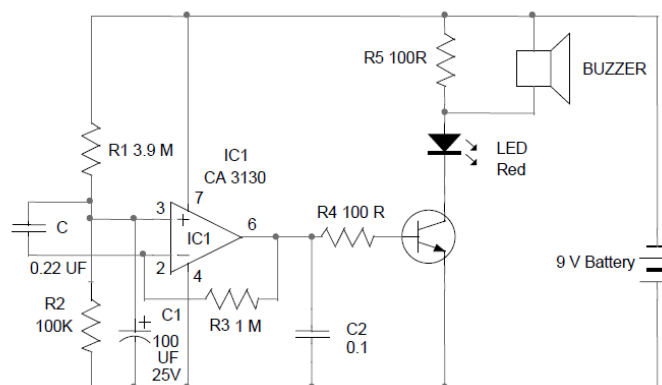 R5 100R
BUZZER
R1 3.9 M
IC1
CA 3130
LED
Red
7
3
+
6
R4 100 R
C
IC1
−
0.22 UF
2
4
9 V Battery
R2
100K
C1
+
100
UF
25V
R3 1 M
C2
0.1